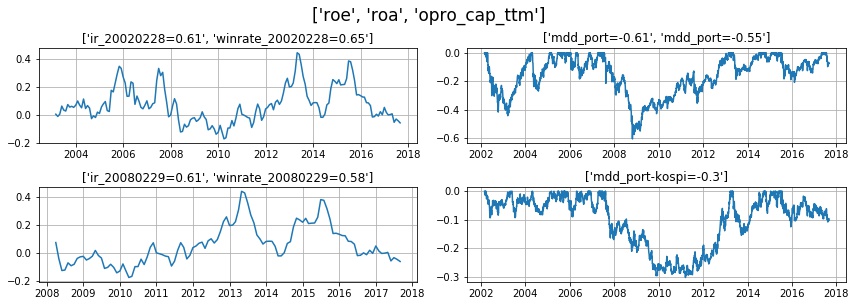 ['roe', 'roa', 'opro_cap_ttm']
['ir_20020228=0.61', 'winrate_20020228=0.65']
0.4
0.2
0.0
−0.2
2004 2006 2008 2010 2012 2014 2016 2018
['mdd_port=-0.61', 'mdd_port=-0.55']
0.0
−0.2
−0.4
−0.6
2002 2004 2006 2008 2010 2012 2014 2016 2018
['ir_20080229=0.61', 'winrate_20080229=0.58']
0.4
0.2
0.0
−0.2
2008 2009 2010 2011 2012 2013 2014 2015 2016 2017 2018
['mdd_port-kospi=-0.3']
0.0
−0.1
−0.2
−0.3
2002 2004 2006 2008 2010 2012 2014 2016 2018